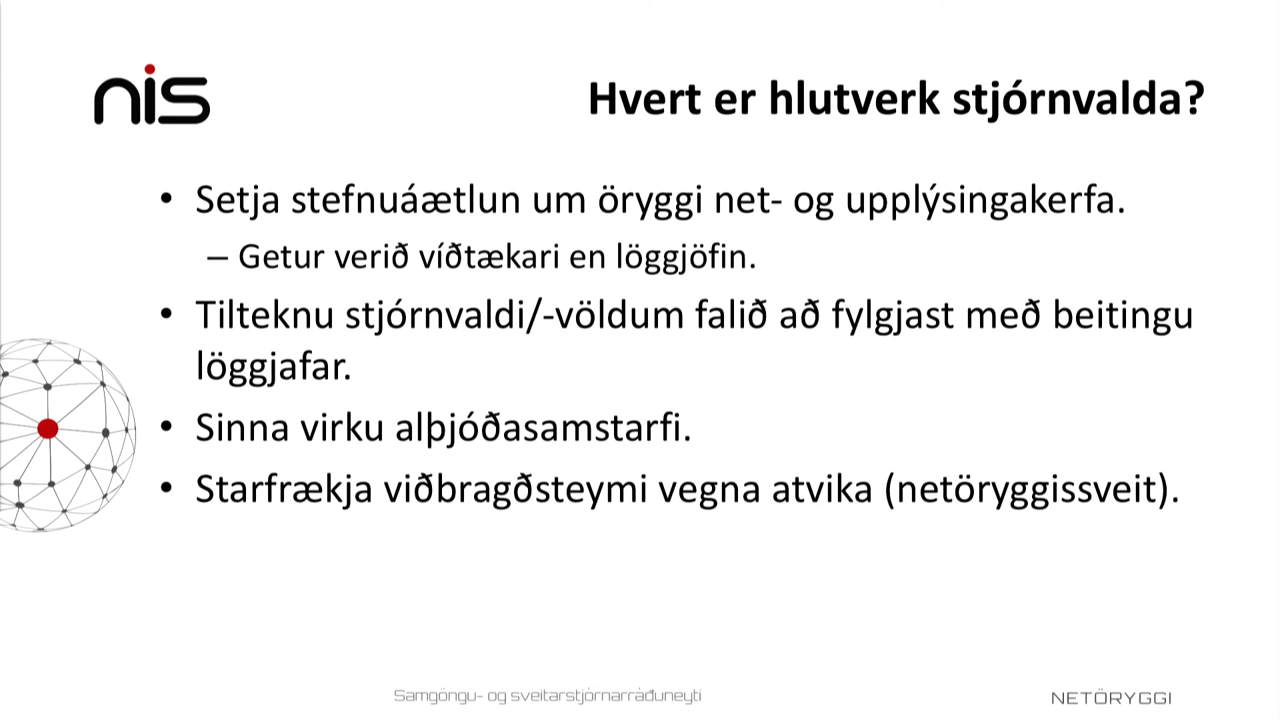 nis
Hvert er hlutverk stjórnvalda?
• Setja stefnuáætlun um öryggi net- og upplýsingakerfa.
– Getur verið víðtækari en löggjöfin.
• Tilteknu stjórnvaldi/-völdum falið að fylgjast með beitingu
löggjafar.
• Sinna virku alþjóðasamstarfi.
• Starfrækja viðbragðsteymi vegna atvika (netöryggissveit).
Samgöngu- og sveitarstjórnarráðuneyti
NETÖRYGGI